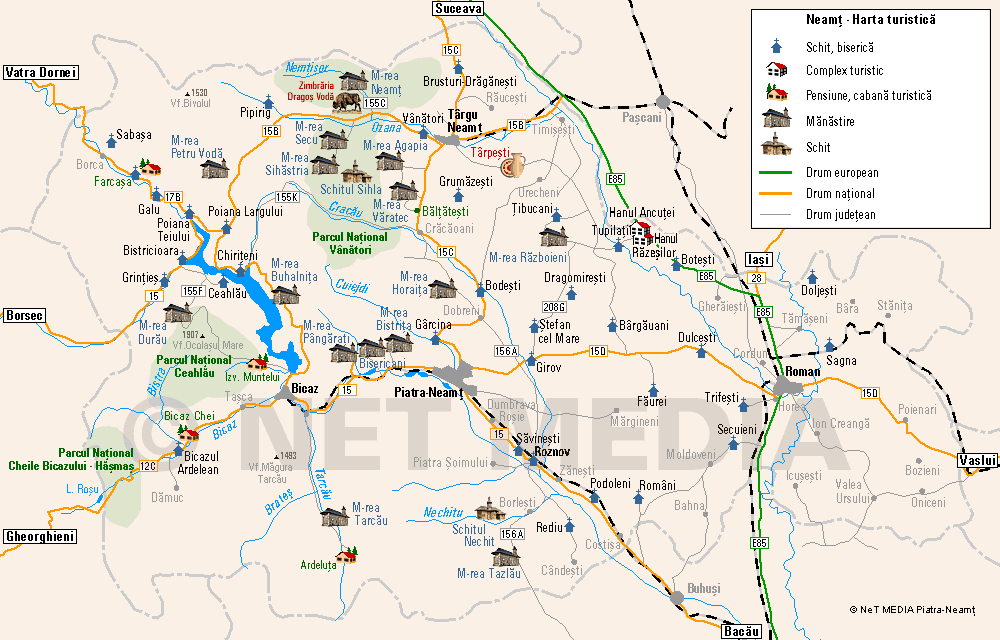 Suceava
Neamț - Harta turistică
Schit, biserică
Complex turistic
Pensiune, cabană turistică
Mănăstire
Schit
Drum european
Drum național
Drum județean
Vatra Dornei
15C
Nemțișor
M-rea
Neamț
Zimbrăria
Dragoș Vodă
155C
Brusturi-Drăgănești
Răucești
1530
Vf.Bivolul
Pipirig
15B
Ozana
Vânători
Târgu
Neamț
15B
Timișești
Pașcani
Sabașa
Borca
Farcașa
M-rea
Petru Vodă
M-rea
Secu
M-rea
Sihăstria
M-rea Agapia
Schitul Sihla
Târpești
Grumăzești
Urecheni
E85
17B
Galu
Poiana
Teiului
Poiana Largului
155K
Cracău
M-rea
Văratec
Bălțătești
Crăcăoani
Țibucani
Hanul Ancuței
Tupilați
Hanul
Răzeșilor
Parcul Național
Vânători
15C
M-rea Războieni
Botești
E85
Iași
28
Bistricioara
Chiriteni
Grințieș
15
155F
Ceahlău
M-rea
Buhalnița
Cuiejdi
M-rea
Horaița
Bodești
Dragomirești
208G
Gherăiești
E85
Doljești
Bâra
Stănița
Tămășeni
Borsec
M-rea
Durău
1907
Vf.Ocolașul Mare
M-rea
Pângărați
M-rea
Bistrița
Gârcina
Dobreni
Ștefan
cel Mare
Bărgăuani
Dulcești
Cordun
Sagna
Parcul Național
Ceahlău
Izv. Muntelui
Bisericani
156A
Girov
15D
Roman
Bistra
Tașca
Bicaz
15
Piatra-Neamț
Dumbrava
Roșie
Făurei
Mărgineni
Trifești
Horea
15D
Poienari
Ion Creangă
Bicaz Chei
Bicaz
Bicazul
Ardelean
Parcul Național
Cheile Bicazului - Hășmaș
12C
L. Roșu
Dămuc
1493
Vf.Măgura
Tarcău
Tarcău
Brateș
15
Săvinești
Roznov
Piatra Șoimului
Zănești
Secuieni
Moldoveni
Vaslui
Bozieni
Icușești
Valea
Ursului
Oniceni
Gheorghieni
M-rea
Tarcău
Nechitu
Borlești
Schitul
Nechit
156A
Podoleni
Români
Bahna
Rediu
Costișa
E85
Ardeluța
M-rea Tazlău
Cândești
Buhuși
Bacău
© NeT MEDIA
© NeT MEDIA Piatra-Neamț